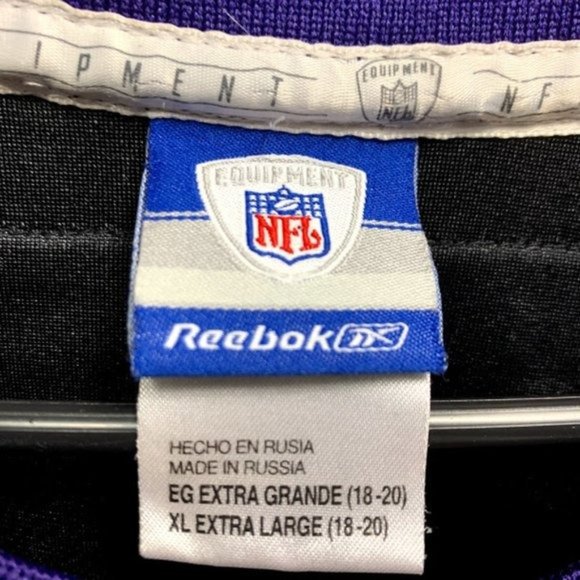 IPMENT
EQUIPMENT
NFL
NF
EQUIPMENT
NFL
Reebok
HECHO EN RUSIA
MADE IN RUSSIA
EG EXTRA GRANDE (18-20)
XL EXTRA LARGE (18-20)